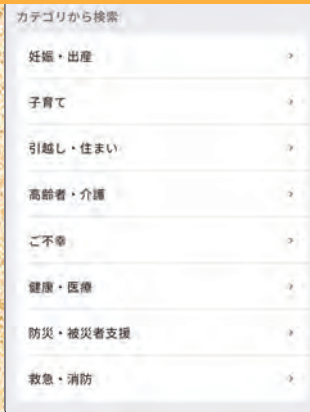 カテゴリから検索
妊娠・出産
子育て
引越し・住まい
高齢者・介護
ご不幸
健康・医療
防災・被災者支援
救急・消防